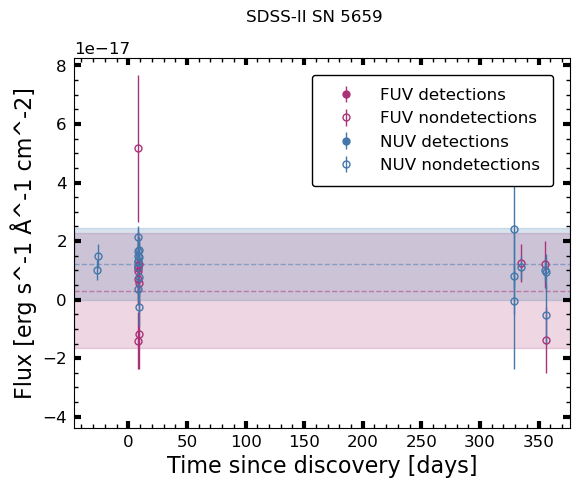 SDSS-II SN 5659
1e−17
FUV detections
FUV nondetections
NUV detections
NUV nondetections
8
6
4
2
0
−2
−4
Flux [erg s^-1 Å^-1 cm^-2]
0 50 100 150 200 250 300 350
Time since discovery [days]